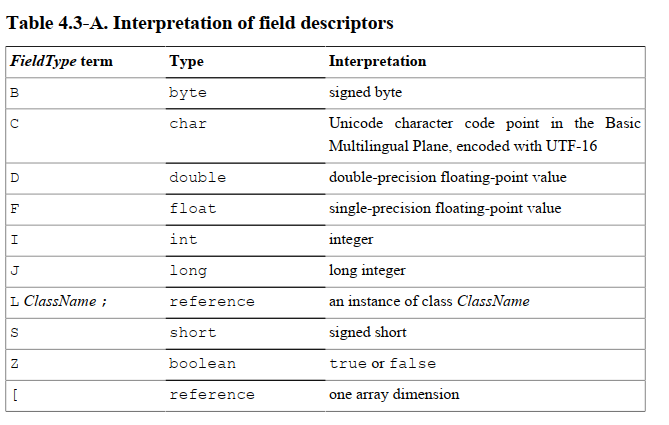 Table 4.3-A. Interpretation of field descriptors
FieldType term Type Interpretation
B byte signed byte
C char Unicode character code point in the Basic
Multilingual Plane, encoded with UTF-16
D double double-precision floating-point value
F float single-precision floating-point value
I int integer
J long long integer
L ClassName ; reference an instance of class ClassName
S short signed short
Z boolean true or false
[ reference one array dimension